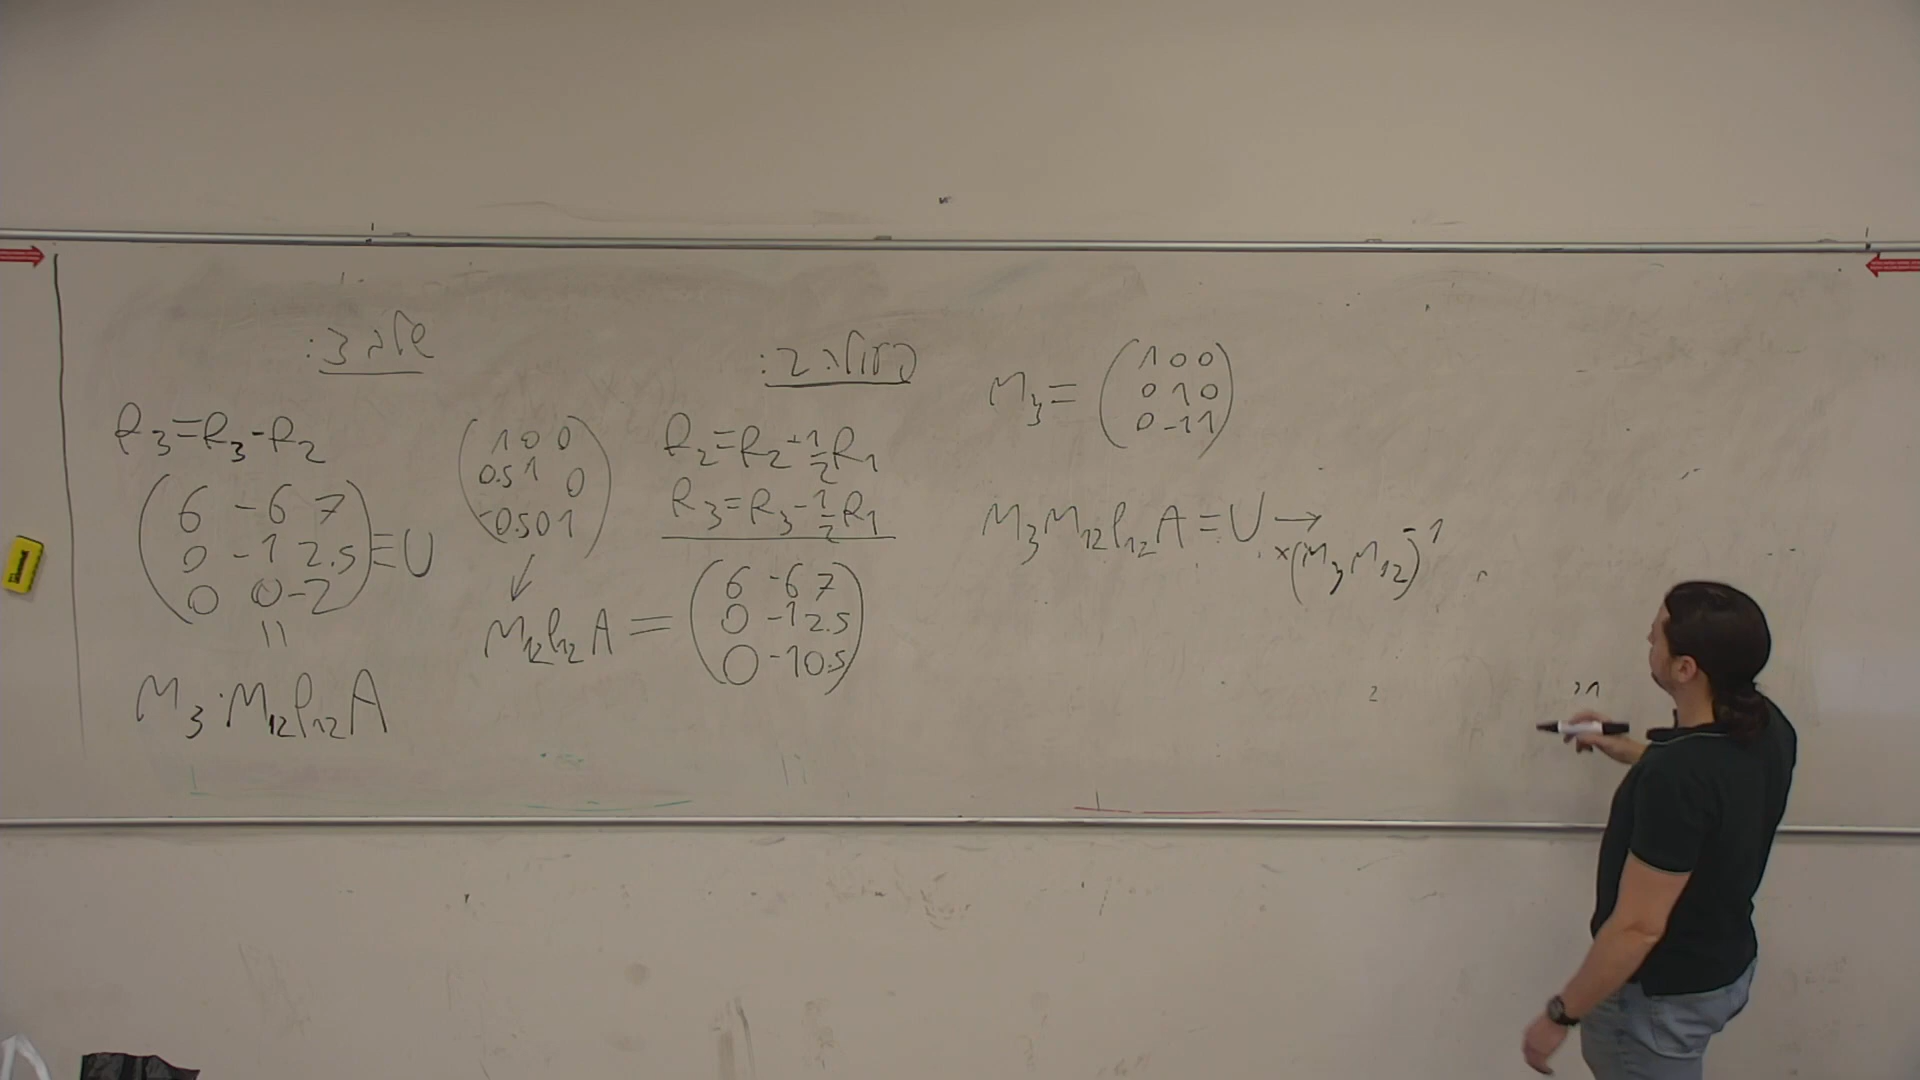 שלב 3:
R3=R3-R2
(6 -6 7
0 -1 2.5
0 0 -2) = U
=
M3·M12P12A
2
(1 0 0
0.5 1 0
-0.5 0 1)
R2=R2+1/2R1
R3=R3-1/2R1
M12P12A = (6 -6 7
0 -1 2.5
0 -1 0.5)
M3= (1 0 0
0 1 0
0 -1 1)
M3M12P12A=U →
×(M3M12)^-1